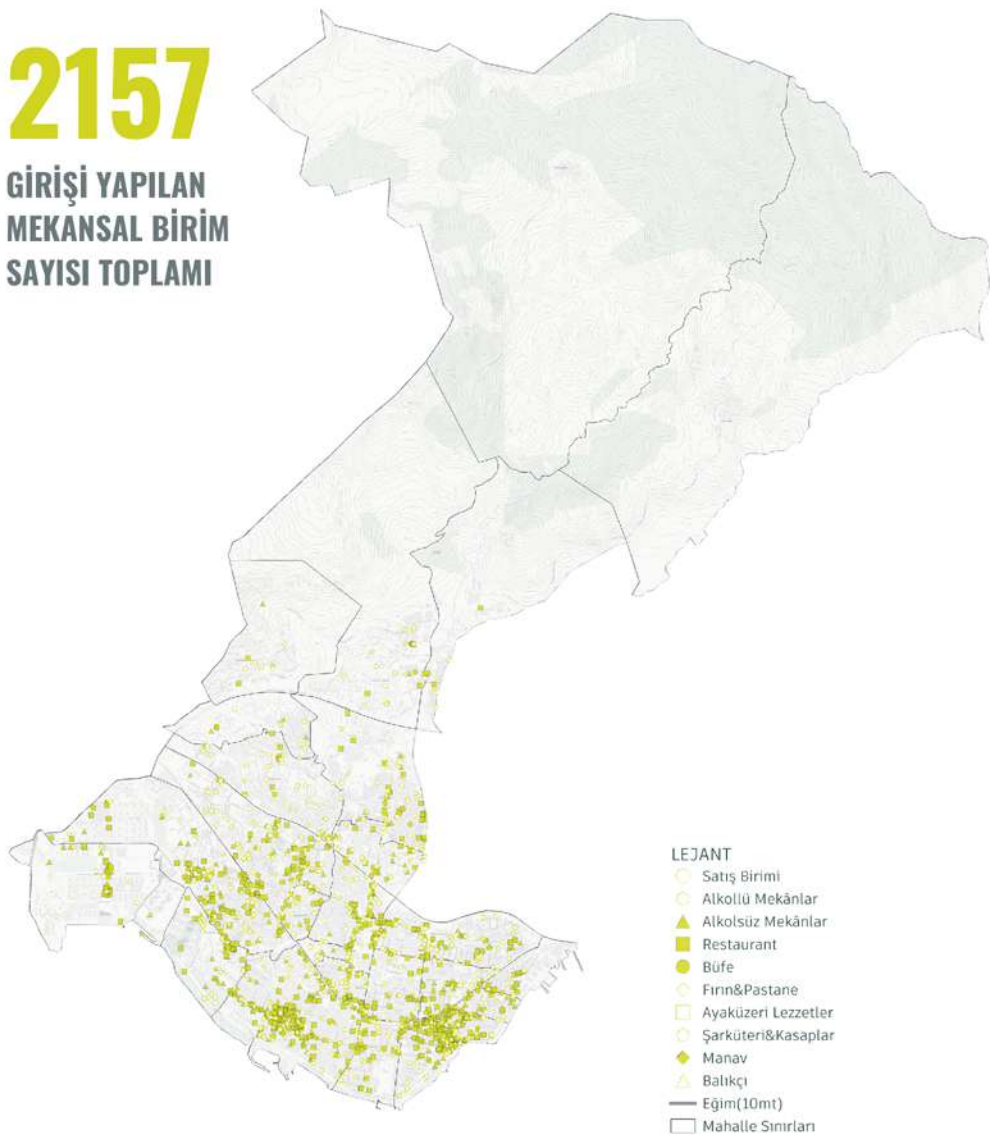 2157
GİRİŞİ YAPILAN
MEKANSAL BİRİM
SAYISI TOPLAMI
LEJANT
Satış Birimi
Alkollü Mekânlar
Alkolsüz Mekânlar
Restaurant
Büfe
Fırın&Pastane
Ayaküzeri Lezzetler
Şarküteri&Kasaplar
Manav
Balıkçı
Eğim(10mt)
Mahalle Sınırları